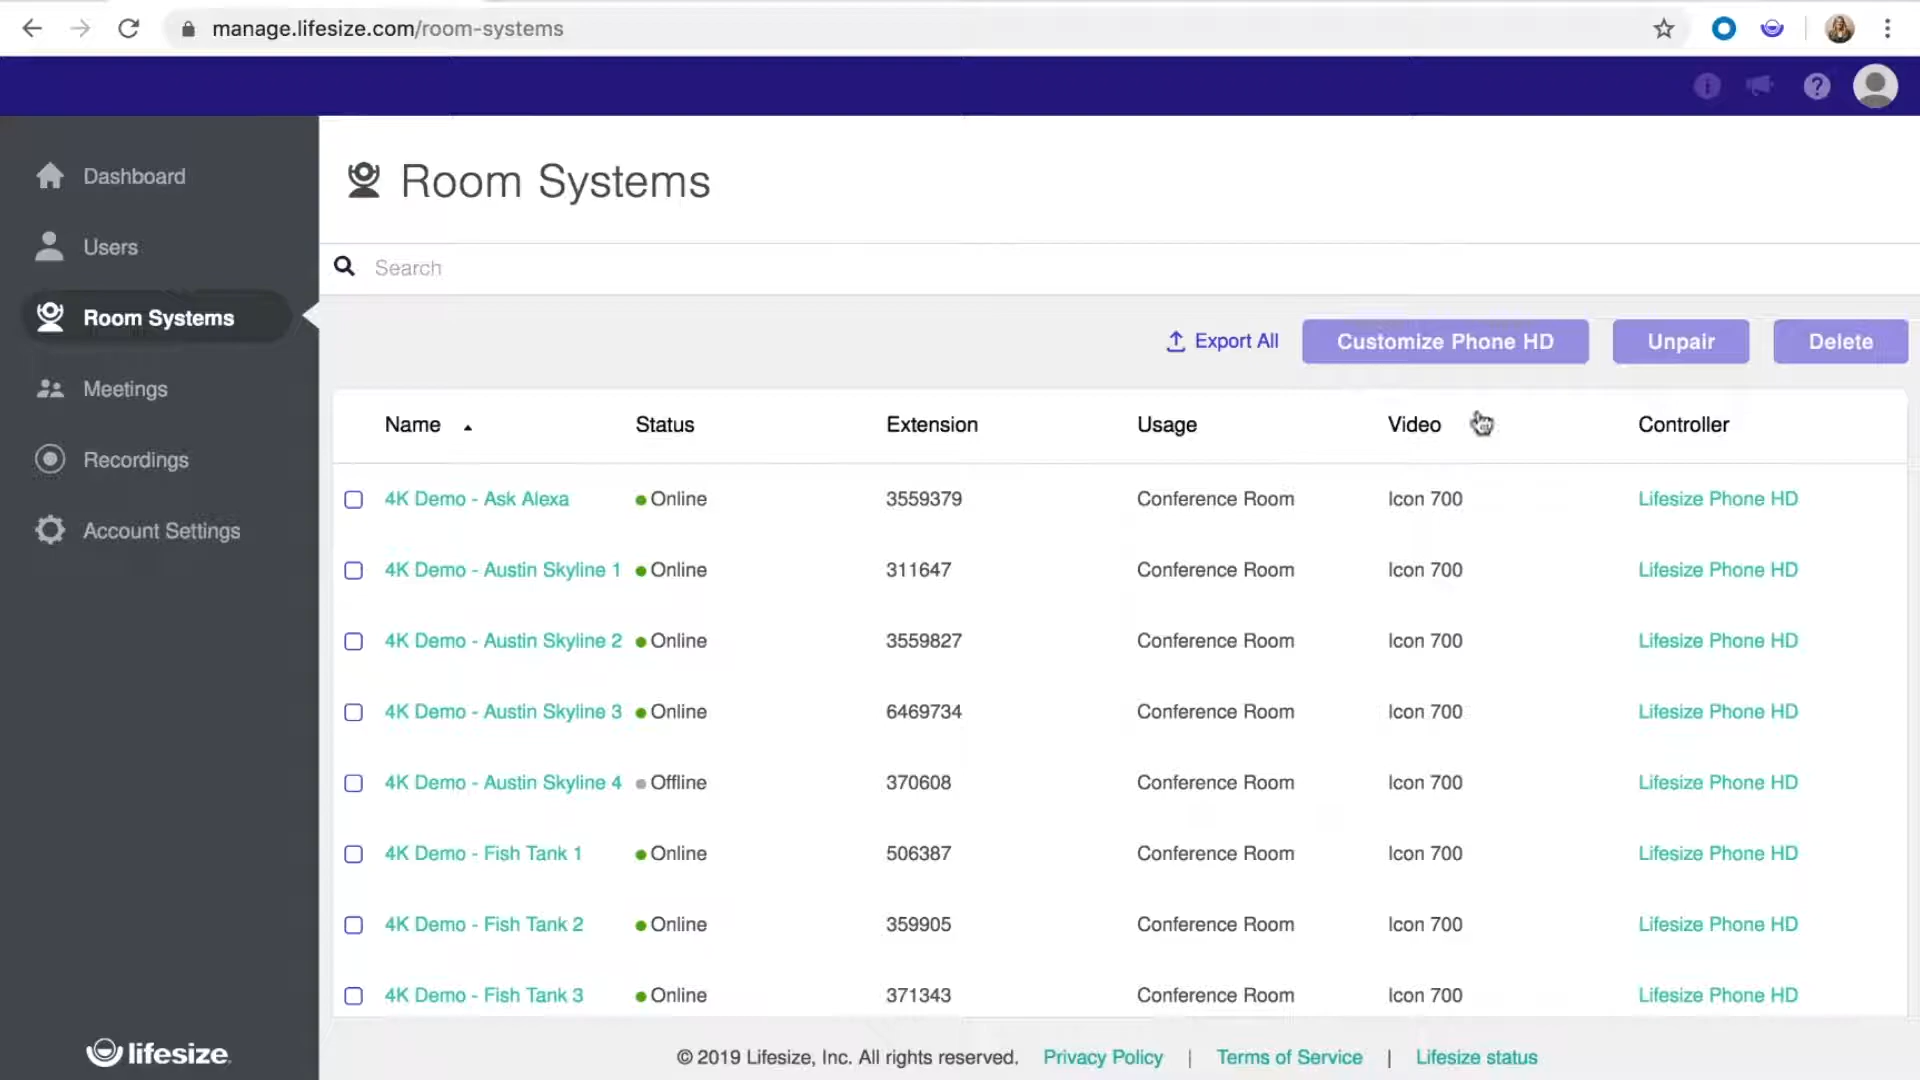 manage.lifesize.com/room-systems
Dashboard
Users
Room Systems
Meetings
Recordings
Account Settings
lifesize
Room Systems
Search
Export All
Customize Phone HD
Unpair
Delete
Name Status Extension Usage Video Controller
4K Demo - Ask Alexa Online 3559379 Conference Room Icon 700 Lifesize Phone HD
4K Demo - Austin Skyline 1 Online 311647 Conference Room Icon 700 Lifesize Phone HD
4K Demo - Austin Skyline 2 Online 3559827 Conference Room Icon 700 Lifesize Phone HD
4K Demo - Austin Skyline 3 Online 6469734 Conference Room Icon 700 Lifesize Phone HD
4K Demo - Austin Skyline 4 Offline 370608 Conference Room Icon 700 Lifesize Phone HD
4K Demo - Fish Tank 1 Online 506387 Conference Room Icon 700 Lifesize Phone HD
4K Demo - Fish Tank 2 Online 359905 Conference Room Icon 700 Lifesize Phone HD
4K Demo - Fish Tank 3 Online 371343 Conference Room Icon 700 Lifesize Phone HD
© 2019 Lifesize, Inc. All rights reserved. Privacy Policy | Terms of Service | Lifesize status